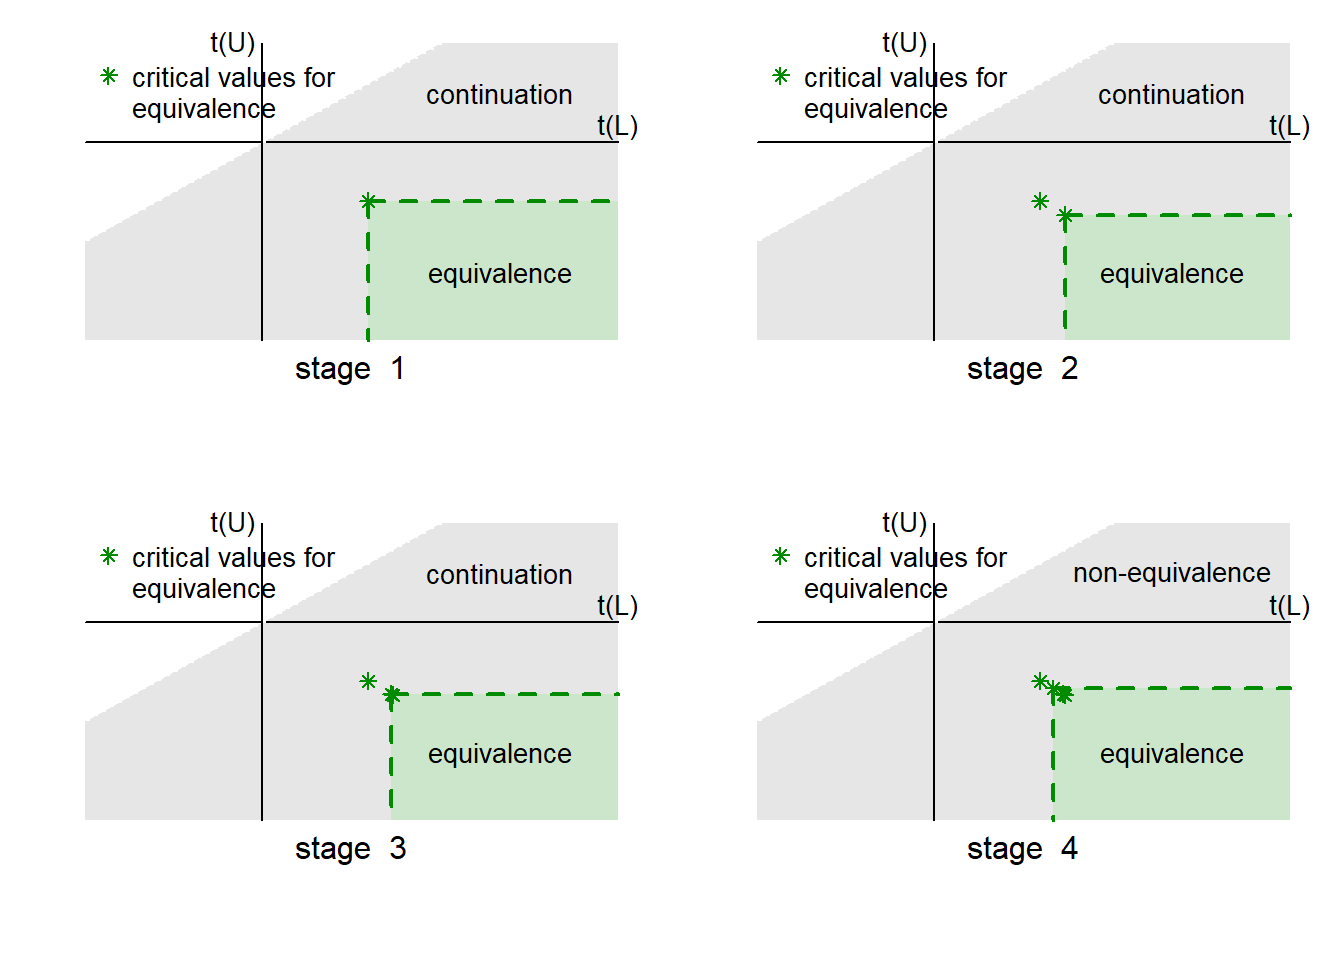 t(U)
critical values for
equivalence
continuation
t(L)
equivalence
stage 1
t(U)
critical values for
equivalence
continuation
t(L)
equivalence
stage 2
t(U)
critical values for
equivalence
continuation
t(L)
equivalence
stage 3
t(U)
critical values for
equivalence
non-equivalence
t(L)
equivalence
stage 4